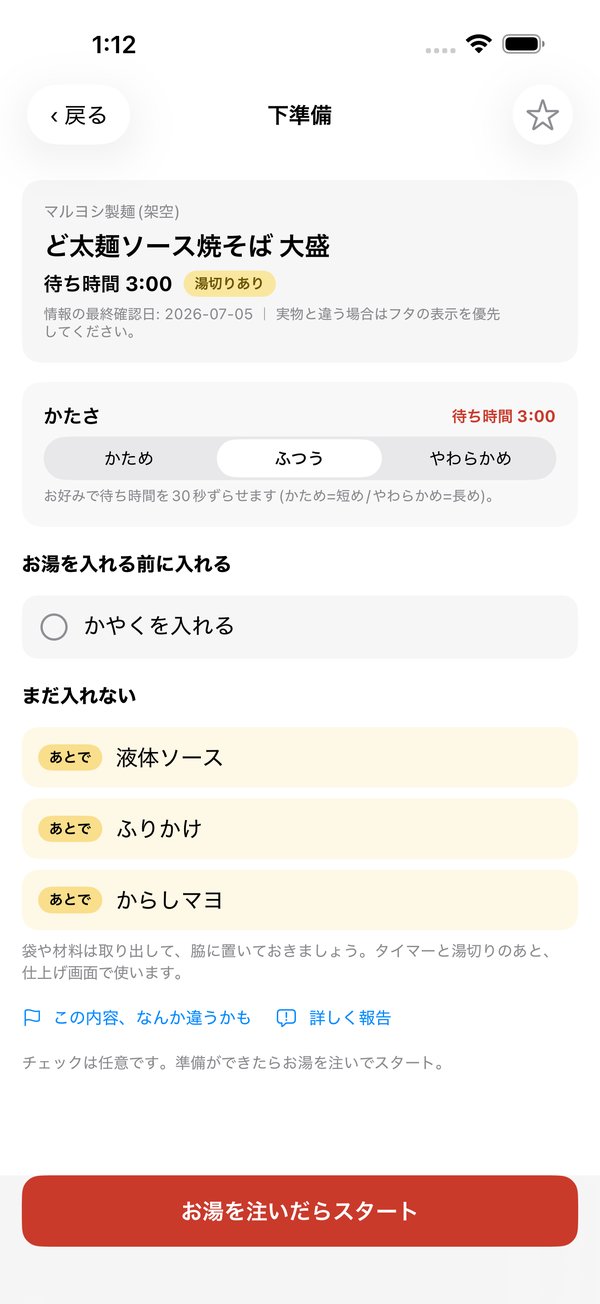 1:12
‹ 戻る
下準備
マルヨシ製麺(架空)
ど太麺ソース焼そば 大盛
待ち時間 3:00 湯切りあり
情報の最終確認日: 2026-07-05 ｜ 実物と違う場合はフタの表示を優先
してください。
かたさ 待ち時間 3:00
かため ふつう やわらかめ
お好みで待ち時間を30秒ずらせます(かため=短め/やわらかめ=長め)。
お湯を入れる前に入れる
かやくを入れる
まだ入れない
あとで 液体ソース
あとで ふりかけ
あとで からしマヨ
袋や材料は取り出して、脇に置いておきましょう。タイマーと湯切りのあと、
仕上げ画面で使います。
この内容、なんか違うかも 詳しく報告
チェックは任意です。準備ができたらお湯を注いでスタート。
お湯を注いだらスタート